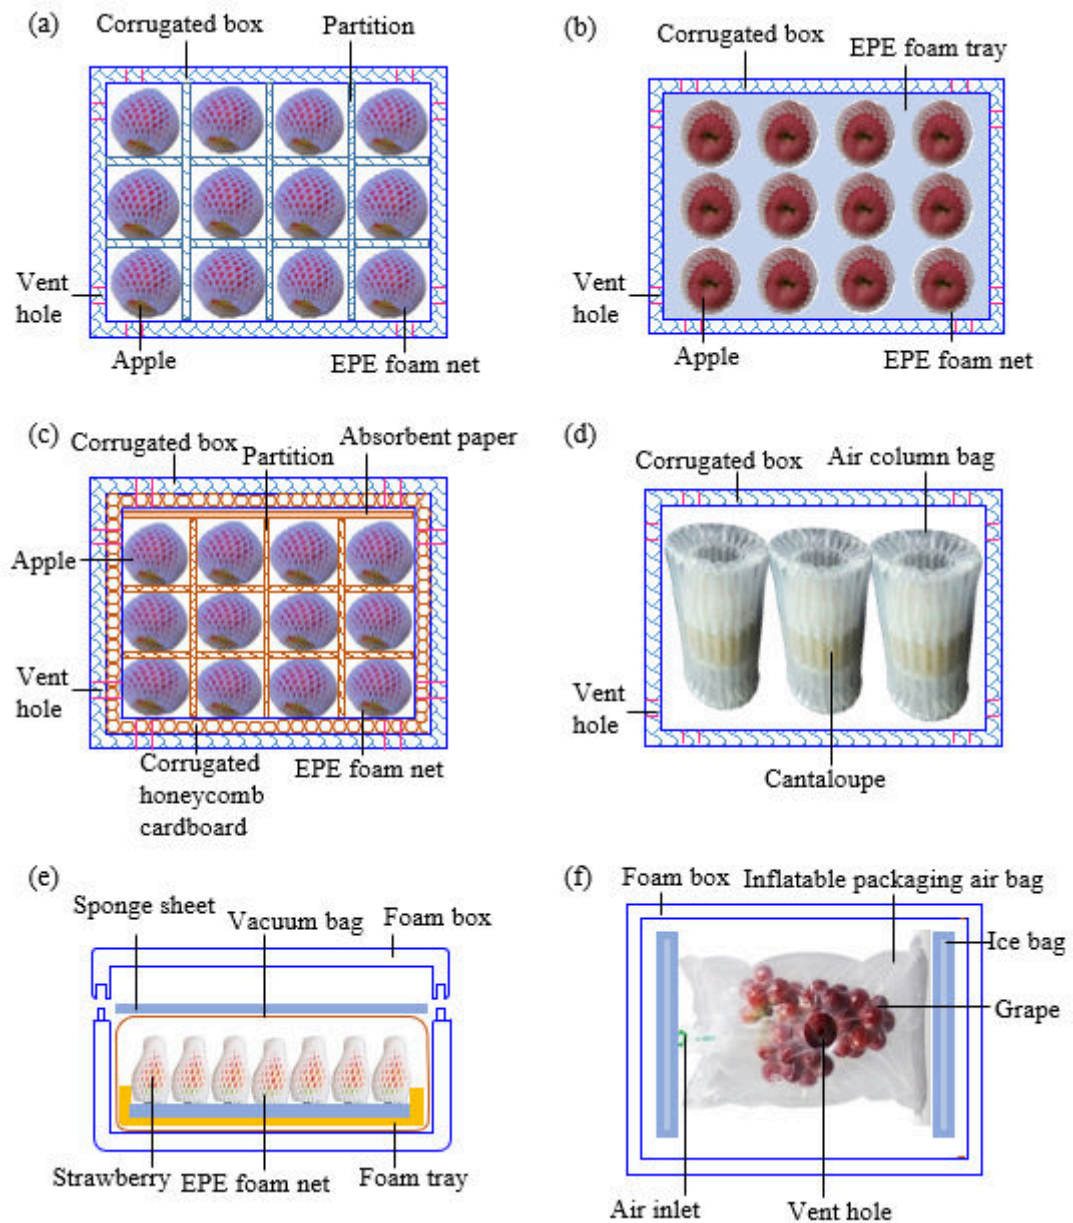 (a)
Corrugated box
Partition
Vent
hole
Apple
EPE foam net
(b)
Corrugated box
EPE foam tray
Vent
hole
Apple
EPE foam net
(c)
Corrugated box
Partition
Absorbent paper
Apple
Vent
hole
Corrugated
honeycomb
cardboard
EPE foam net
(d)
Corrugated box
Air column bag
Vent
hole
Cantaloupe
(e)
Sponge sheet
Vacuum bag
Foam box
Strawberry
EPE foam net
Foam tray
(f)
Foam box
Inflatable packaging air bag
Ice bag
Grape
Air inlet
Vent hole